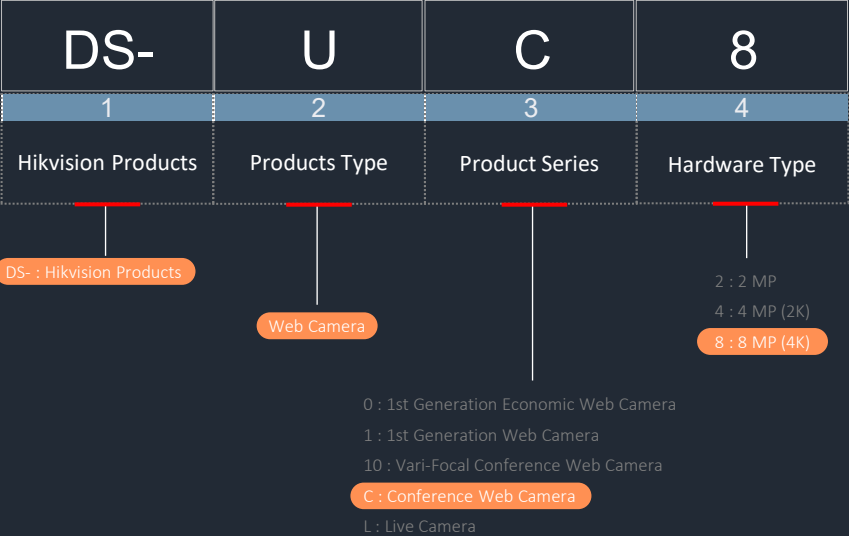 DS- U C 8
1 2 3 4
Hikvision Products Products Type Product Series Hardware Type
DS- : Hikvision Products
Web Camera
2 : 2 MP
4 : 4 MP (2K)
8 : 8 MP (4K)
0 : 1st Generation Economic Web Camera
1 : 1st Generation Web Camera
10 : Vari-Focal Conference Web Camera
C : Conference Web Camera
L : Live Camera